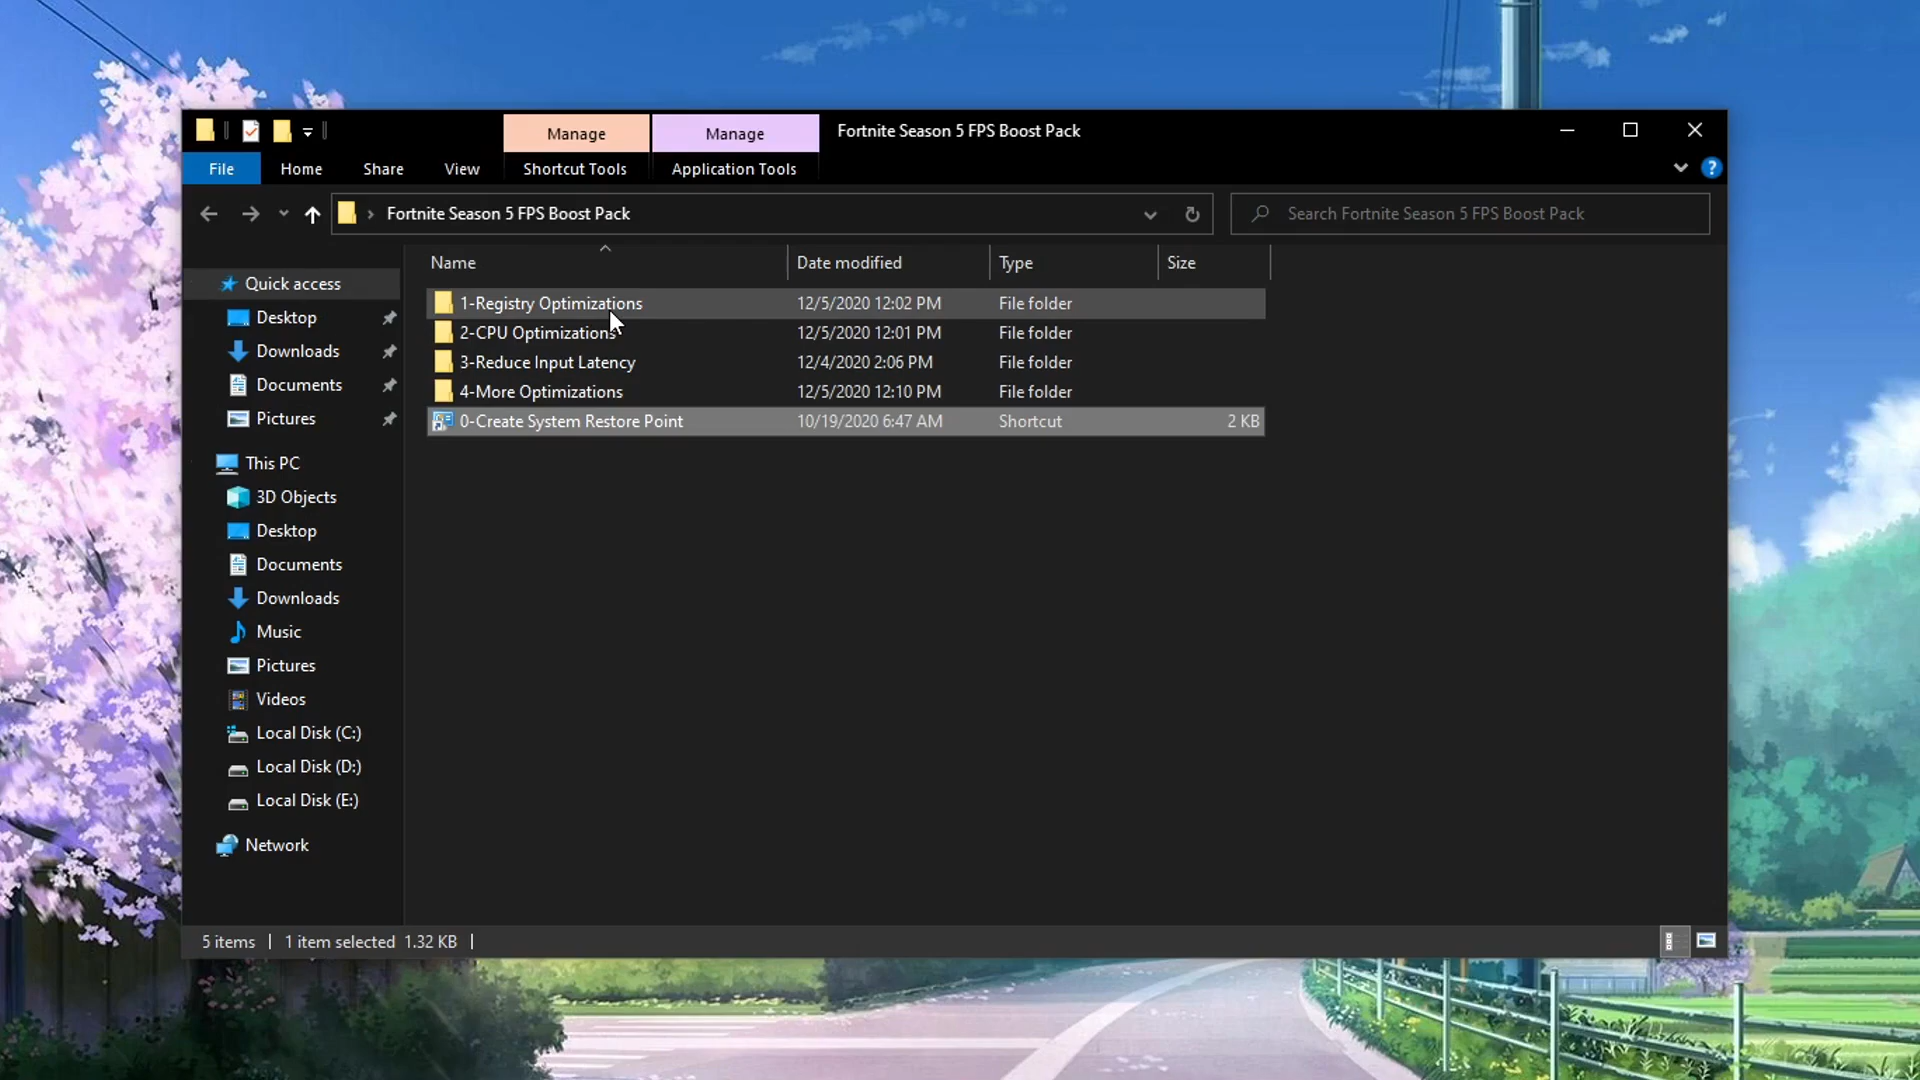 Manage Manage Fortnite Season 5 FPS Boost Pack
File Home Share View Shortcut Tools Application Tools ?
Fortnite Season 5 FPS Boost Pack Search Fortnite Season 5 FPS Boost Pack
Name Date modified Type Size
Quick access
Desktop
Downloads
Documents
Pictures
This PC
3D Objects
Desktop
Documents
Downloads
Music
Pictures
Videos
Local Disk (C:)
Local Disk (D:)
Local Disk (E:)
Network
1-Registry Optimizations 12/5/2020 12:02 PM File folder
2-CPU Optimizations 12/5/2020 12:01 PM File folder
3-Reduce Input Latency 12/4/2020 2:06 PM File folder
4-More Optimizations 12/5/2020 12:10 PM File folder
0-Create System Restore Point 10/19/2020 6:47 AM Shortcut 2 KB
5 items 1 item selected 1.32 KB